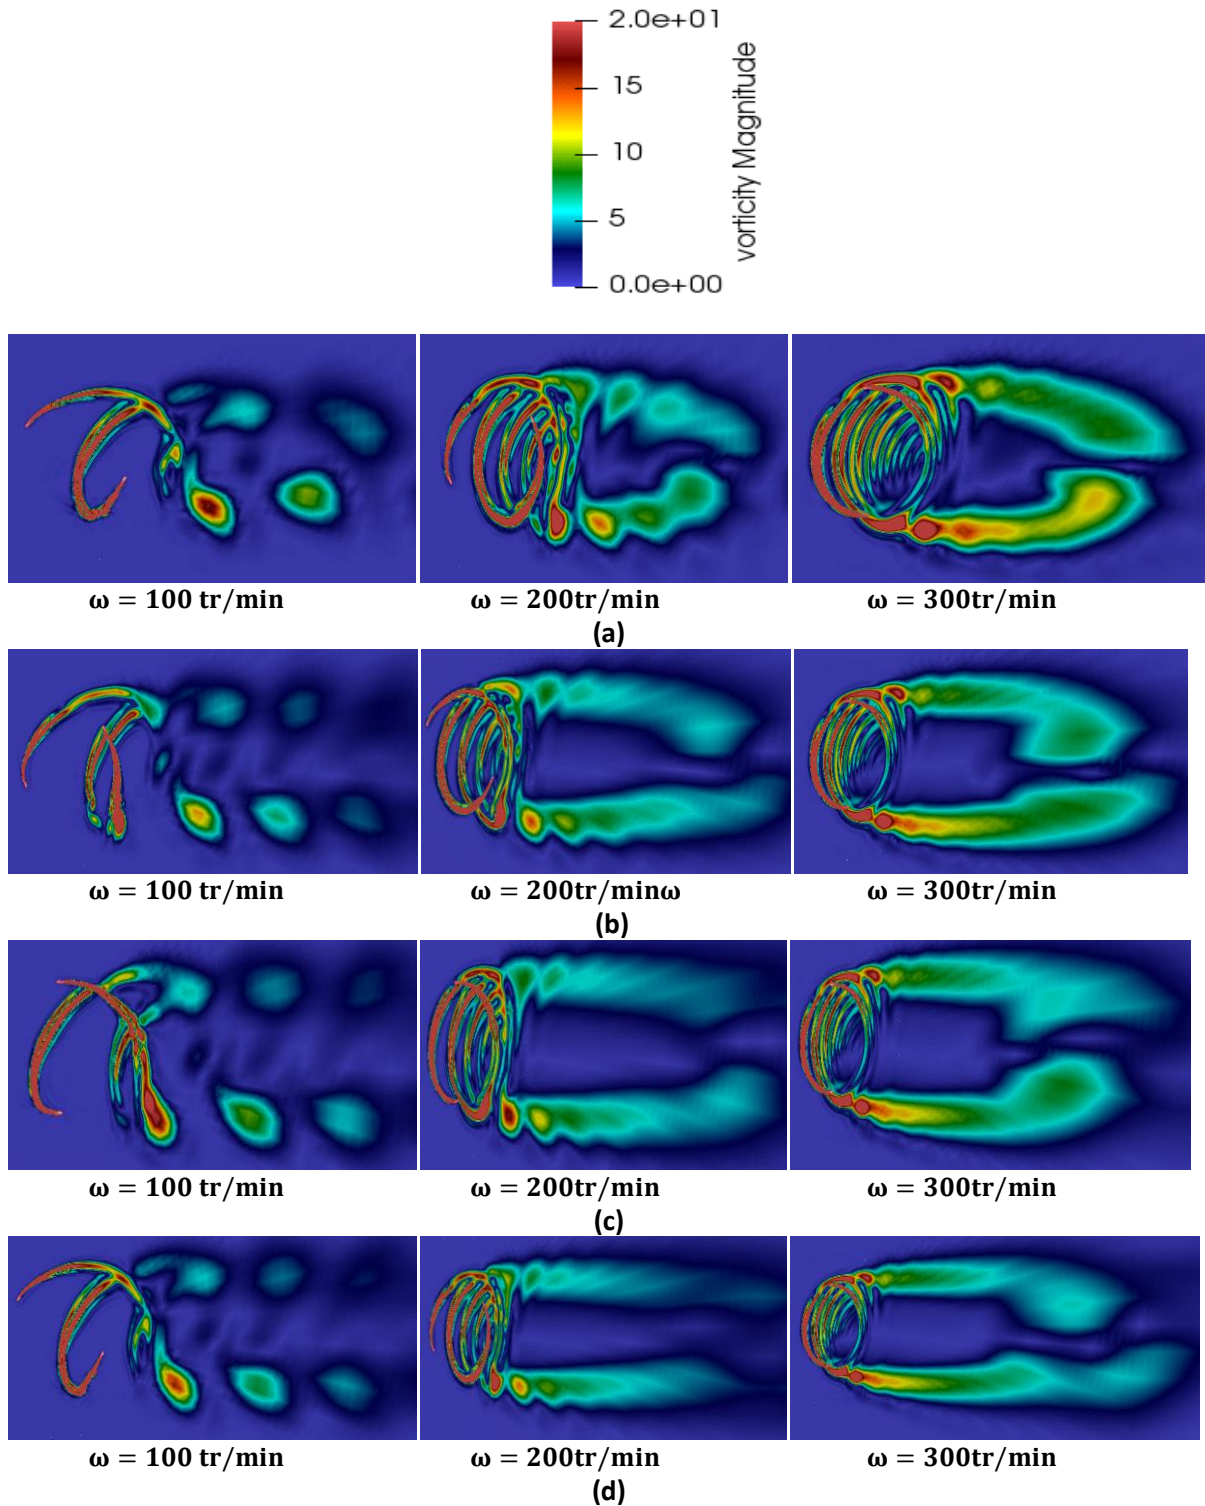 2.0e+01
15
10
5
0.0e+00
vorticity Magnitude
ω = 100 tr/min ω = 200tr/min ω = 300tr/min
(a)
ω = 100 tr/min ω = 200tr/minω ω = 300tr/min
(b)
ω = 100 tr/min ω = 200tr/min ω = 300tr/min
(c)
ω = 100 tr/min ω = 200tr/min ω = 300tr/min
(d)